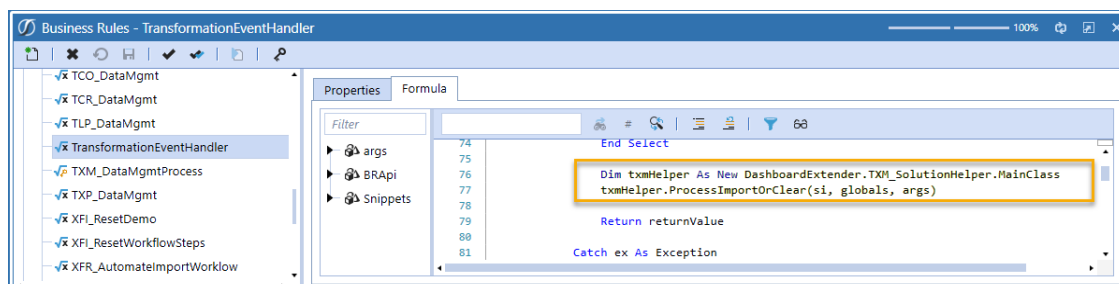 Business Rules - TransformationEventHandler
100%
TCO_DataMgmt
TCR_DataMgmt
TLP_DataMgmt
TransformationEventHandler
TXM_DataMgmtProcess
TXP_DataMgmt
XFI_ResetDemo
XFI_ResetWorkflowSteps
XFR_AutomateImportWorklow
Properties
Formula
Filter
args
BRApi
Snippets
74 End Select
75
76 Dim txmHelper As New DashboardExtender.TXM_SolutionHelper.MainClass
77 txmHelper.ProcessImportOrClear(si, globals, args)
78
79 Return returnValue
80
81 Catch ex As Exception